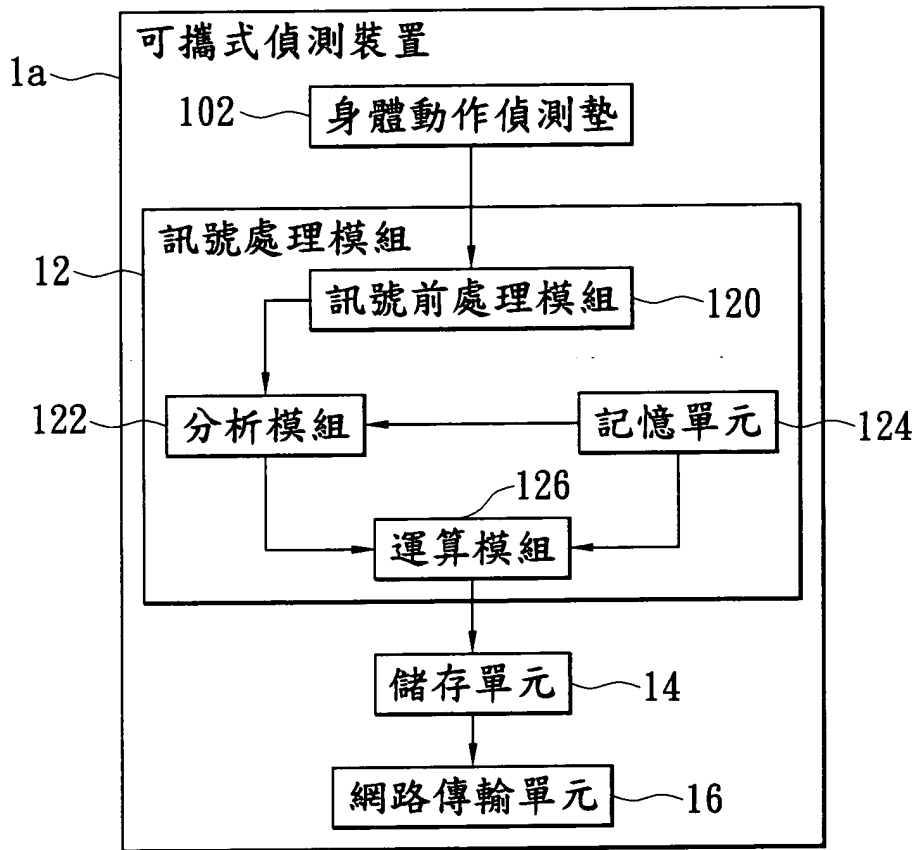 可攜式偵測裝置
1a
102
身體動作偵測墊
訊號處理模組
12
訊號前處理模組
120
122
分析模組
記憶單元
124
126
運算模組
儲存單元
14
網路傳輸單元
16